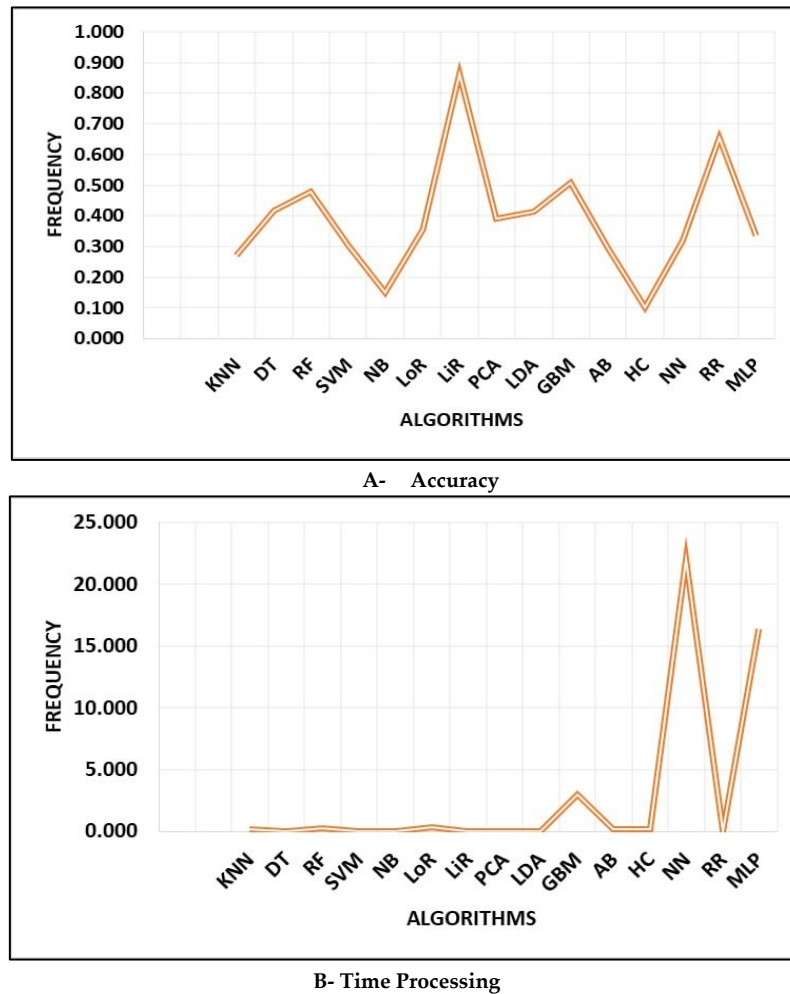 1.000
0.900
0.800
0.700
0.600
0.500
0.400
0.300
0.200
0.100
0.000
FREQUENCY
KNN DT RF SVM NB LoR LiR PCA LDA GBM AB HC NN RR MLP
ALGORITHMS
A- Accuracy
25.000
20.000
15.000
10.000
5.000
0.000
FREQUENCY
KNN DT RF SVM NB LoR LiR PCA LDA GBM AB HC NN RR MLP
ALGORITHMS
B- Time Processing